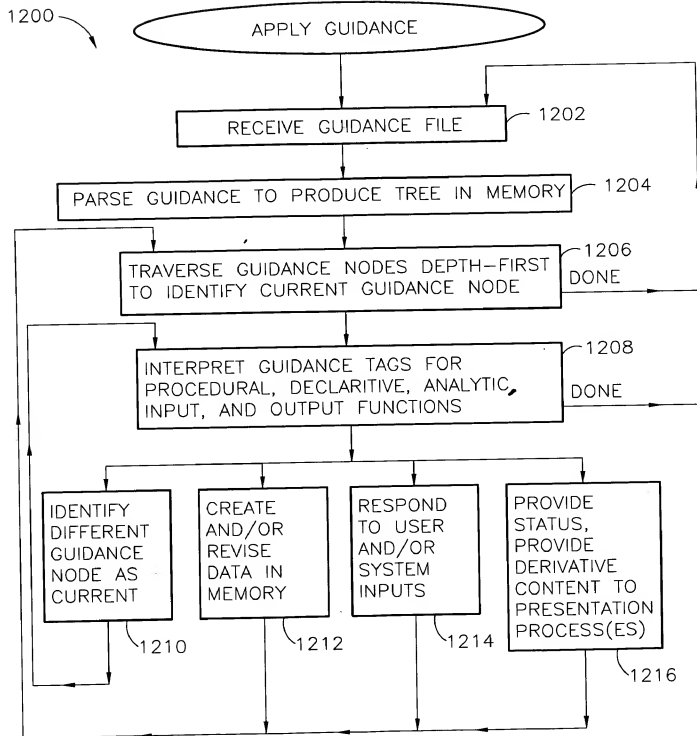 1200
APPLY GUIDANCE
RECEIVE GUIDANCE FILE
1202
PARSE GUIDANCE TO PRODUCE TREE IN MEMORY
1204
1206
TRAVERSE GUIDANCE NODES DEPTH-FIRST
TO IDENTIFY CURRENT GUIDANCE NODE
DONE
1208
INTERPRET GUIDANCE TAGS FOR
PROCEDURAL, DECLARITIVE, ANALYTIC,
INPUT, AND OUTPUT FUNCTIONS
DONE
IDENTIFY
DIFFERENT
GUIDANCE
NODE AS
CURRENT
1210
CREATE
AND/OR
REVISE
DATA IN
MEMORY
1212
RESPOND
TO USER
AND/OR
SYSTEM
INPUTS
1214
PROVIDE
STATUS,
PROVIDE
DERIVATIVE
CONTENT TO
PRESENTATION
PROCESS(ES)
1216